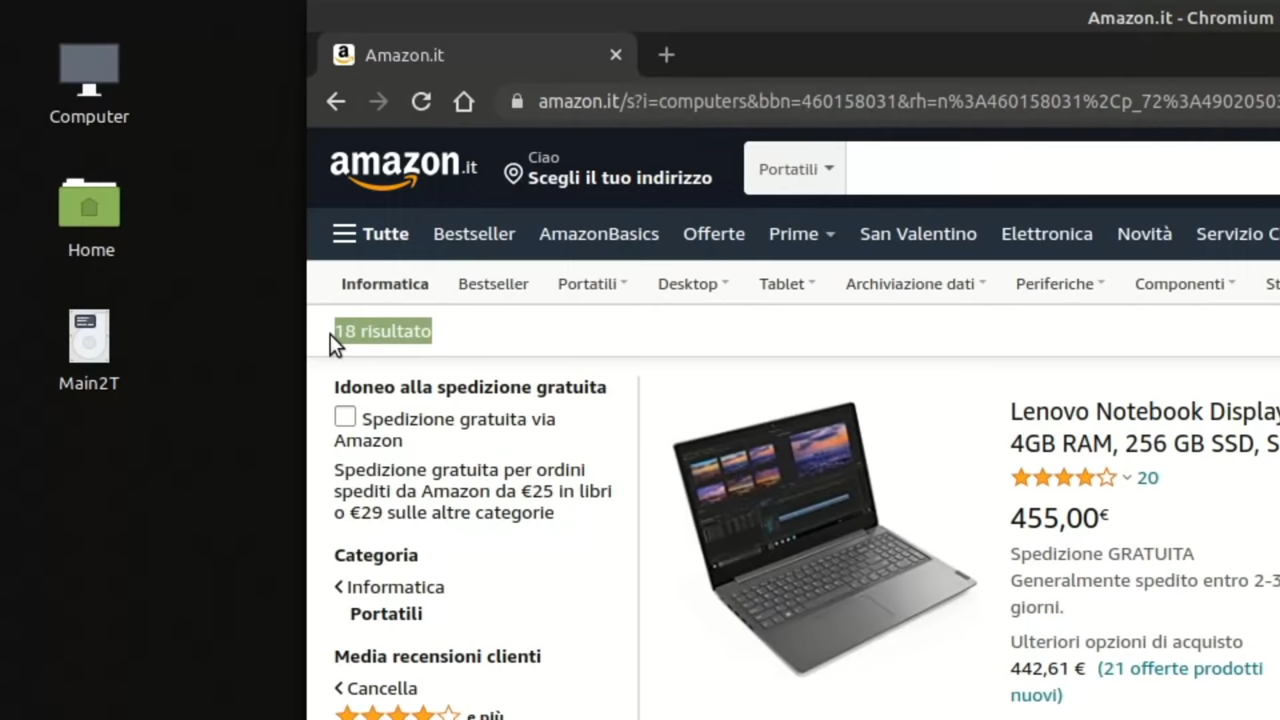 Amazon.it - Chromium
Amazon.it
amazon.it/s?i=computers&bbn=460158031&rh=n%3A460158031%2Cp_72%3A49020503
Computer
Home
Main2T
amazon.it
Ciao
Scegli il tuo indirizzo
Portatili
Tutte Bestseller AmazonBasics Offerte Prime San Valentino Elettronica Novità Servizio
Informatica Bestseller Portatili Desktop Tablet Archiviazione dati Periferiche Componenti
18 risultato
Idoneo alla spedizione gratuita
Spedizione gratuita via
Amazon
Spedizione gratuita per ordini
spediti da Amazon da €25 in libri
o €29 sulle altre categorie
Categoria
Informatica
Portatili
Media recensioni clienti
Cancella
e più
Lenovo Notebook Display
4GB RAM, 256 GB SSD, S
20
455,00€
Spedizione GRATUITA
Generalmente spedito entro 2-3
giorni.
Ulteriori opzioni di acquisto
442,61 € (21 offerte prodotti
nuovi)